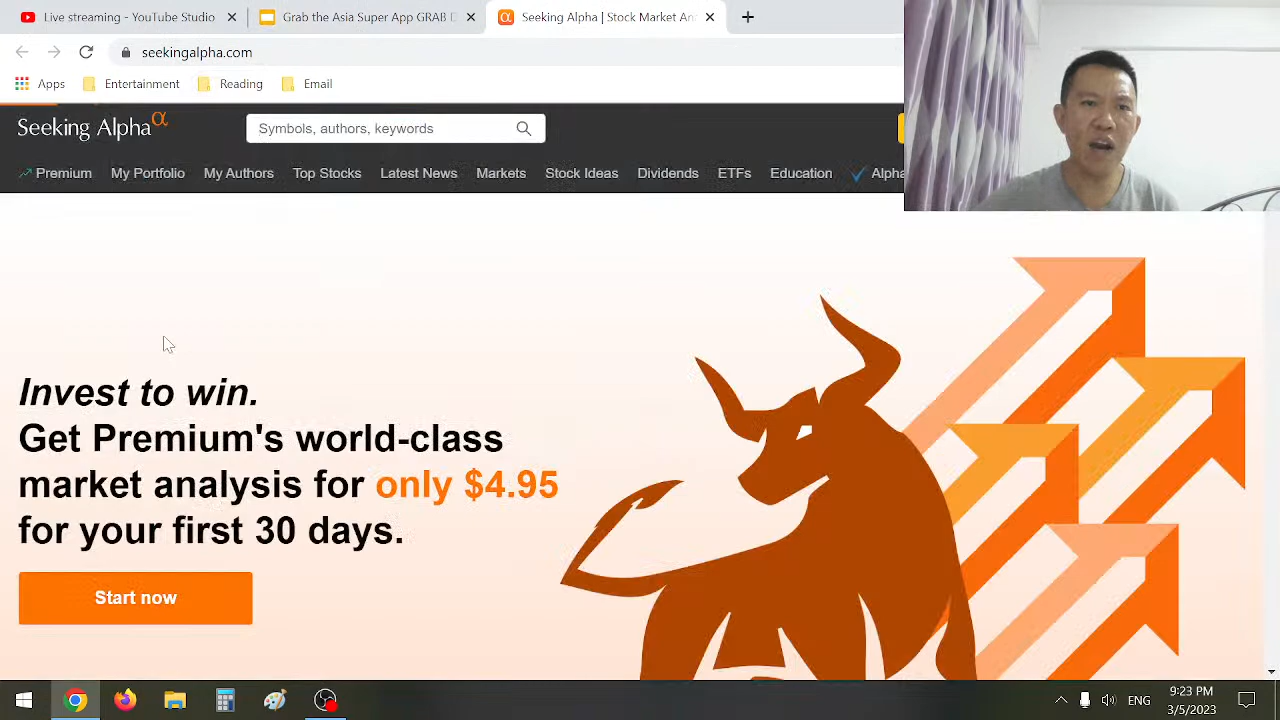 Live streaming - YouTube Studio
Grab the Asia Super App GRAB
Seeking Alpha | Stock Market An
seekingalpha.com
Apps
Entertainment
Reading
Email
Seeking Alpha α
Symbols, authors, keywords
Premium
My Portfolio
My Authors
Top Stocks
Latest News
Markets
Stock Ideas
Dividends
ETFs
Education
Alpha
Invest to win.
Get Premium's world-class
market analysis for only $4.95
for your first 30 days.
Start now
ENG
9:23 PM
3/5/2023